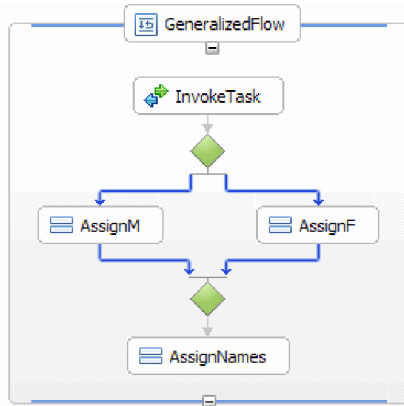 GeneralizedFlow
InvokeTask
AssignM
AssignF
AssignNames